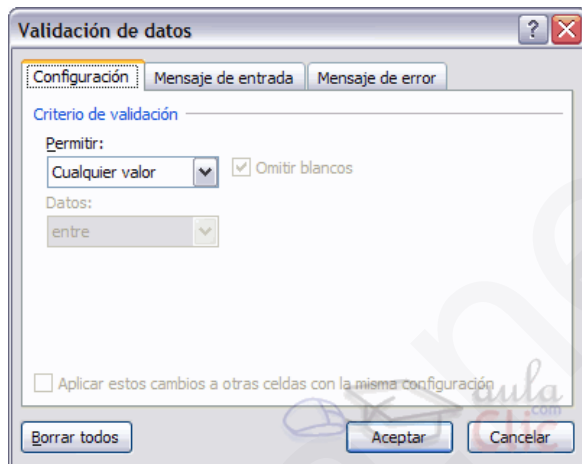 Validación de datos
Configuración
Mensaje de entrada
Mensaje de error
Criterio de validación
Permitir:
Cualquier valor
Omitir blancos
Datos:
entre
Aplicar estos cambios a otras celdas con la misma configuración
aula
Clic
.com
Borrar todos
Aceptar
Cancelar